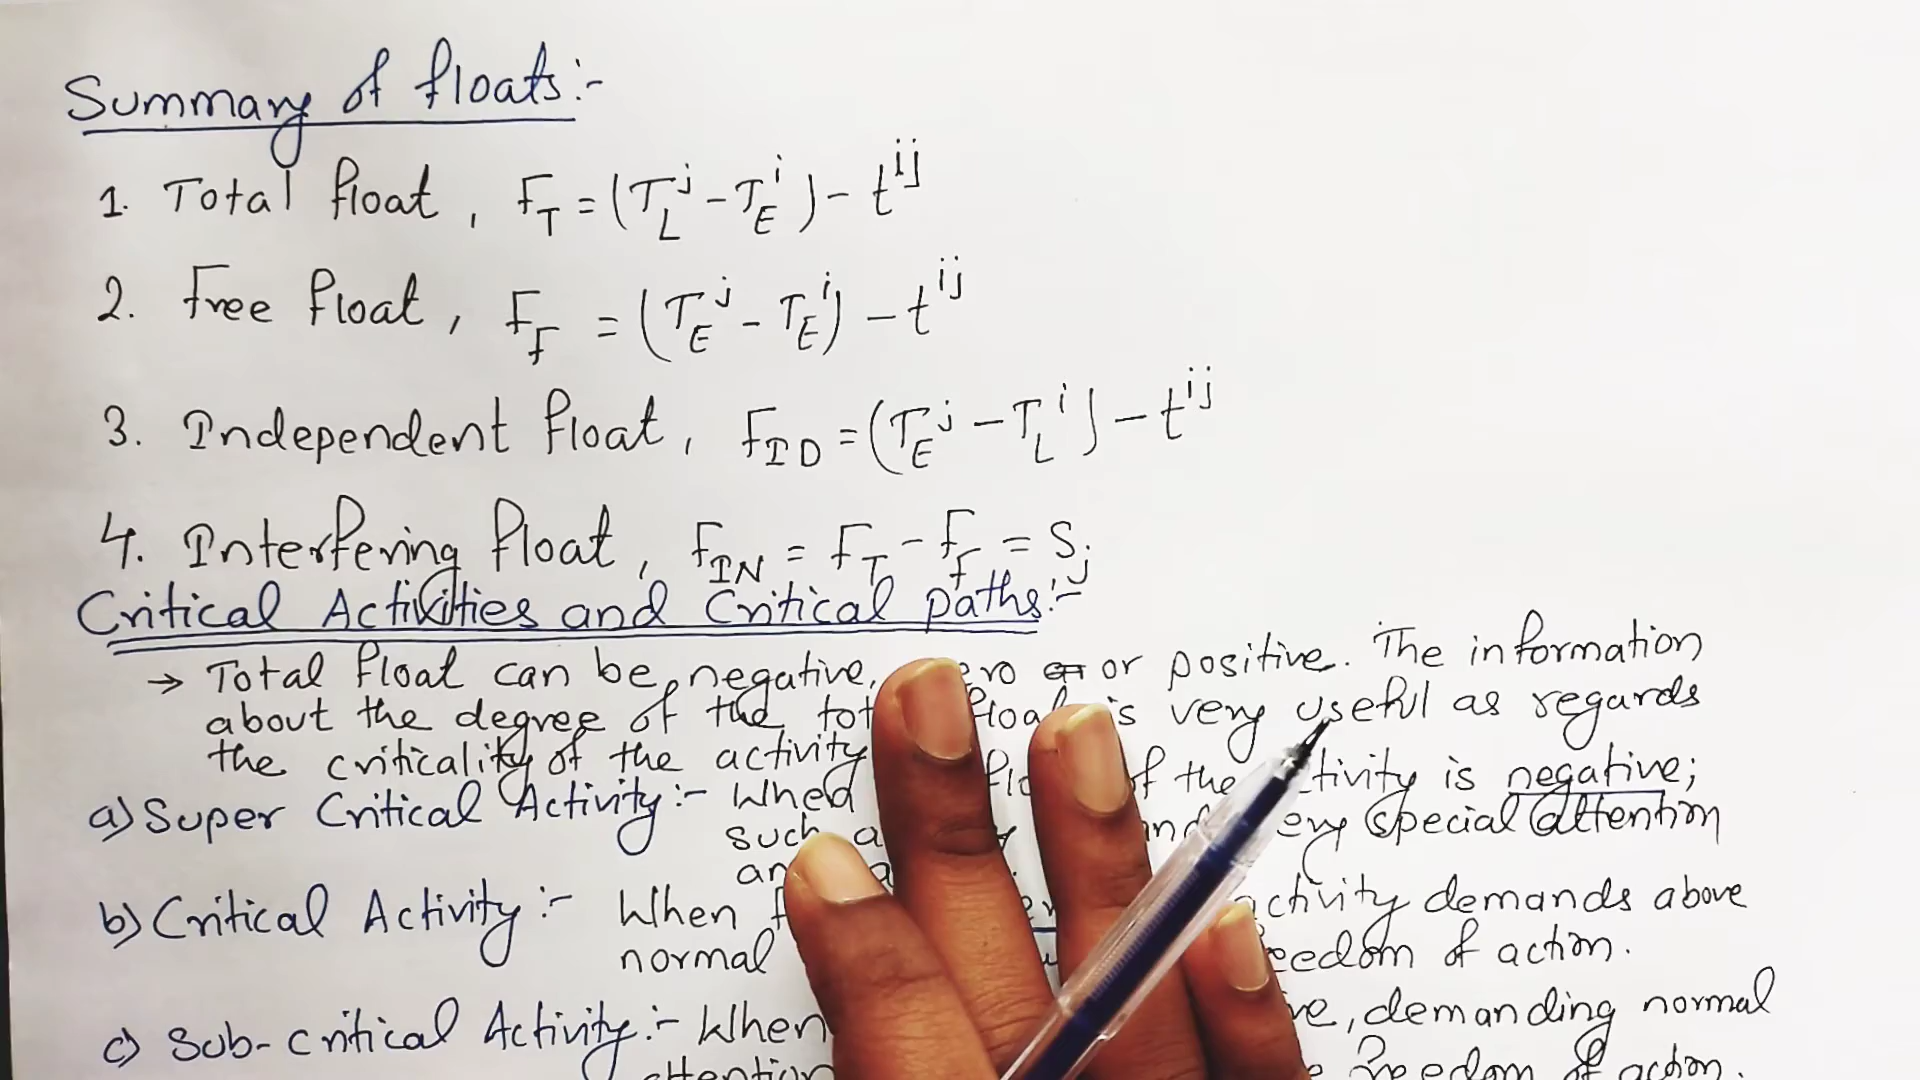 Summary of floats:-
1. Total float, F_T = (T_L^j - T_E^i) - t^ij
2. Free float, F_F = (T_E^j - T_E^i) - t^ij
3. Independent float, F_ID = (T_E^j - T_L^i) - t^ij
4. Interfering float, F_IN = F_T - F_F = S_j
Critical Activities and Critical paths:-
→ Total float can be negative, or positive. The information
about the degree of the is very useful as regards
the criticality of the activity
a) Super Critical Activity:- When of the is negative;
such special attention
b) Critical Activity:- When activity demands above
normal of action.
c) Sub-critical Activity:- When demanding normal
freedom of action.